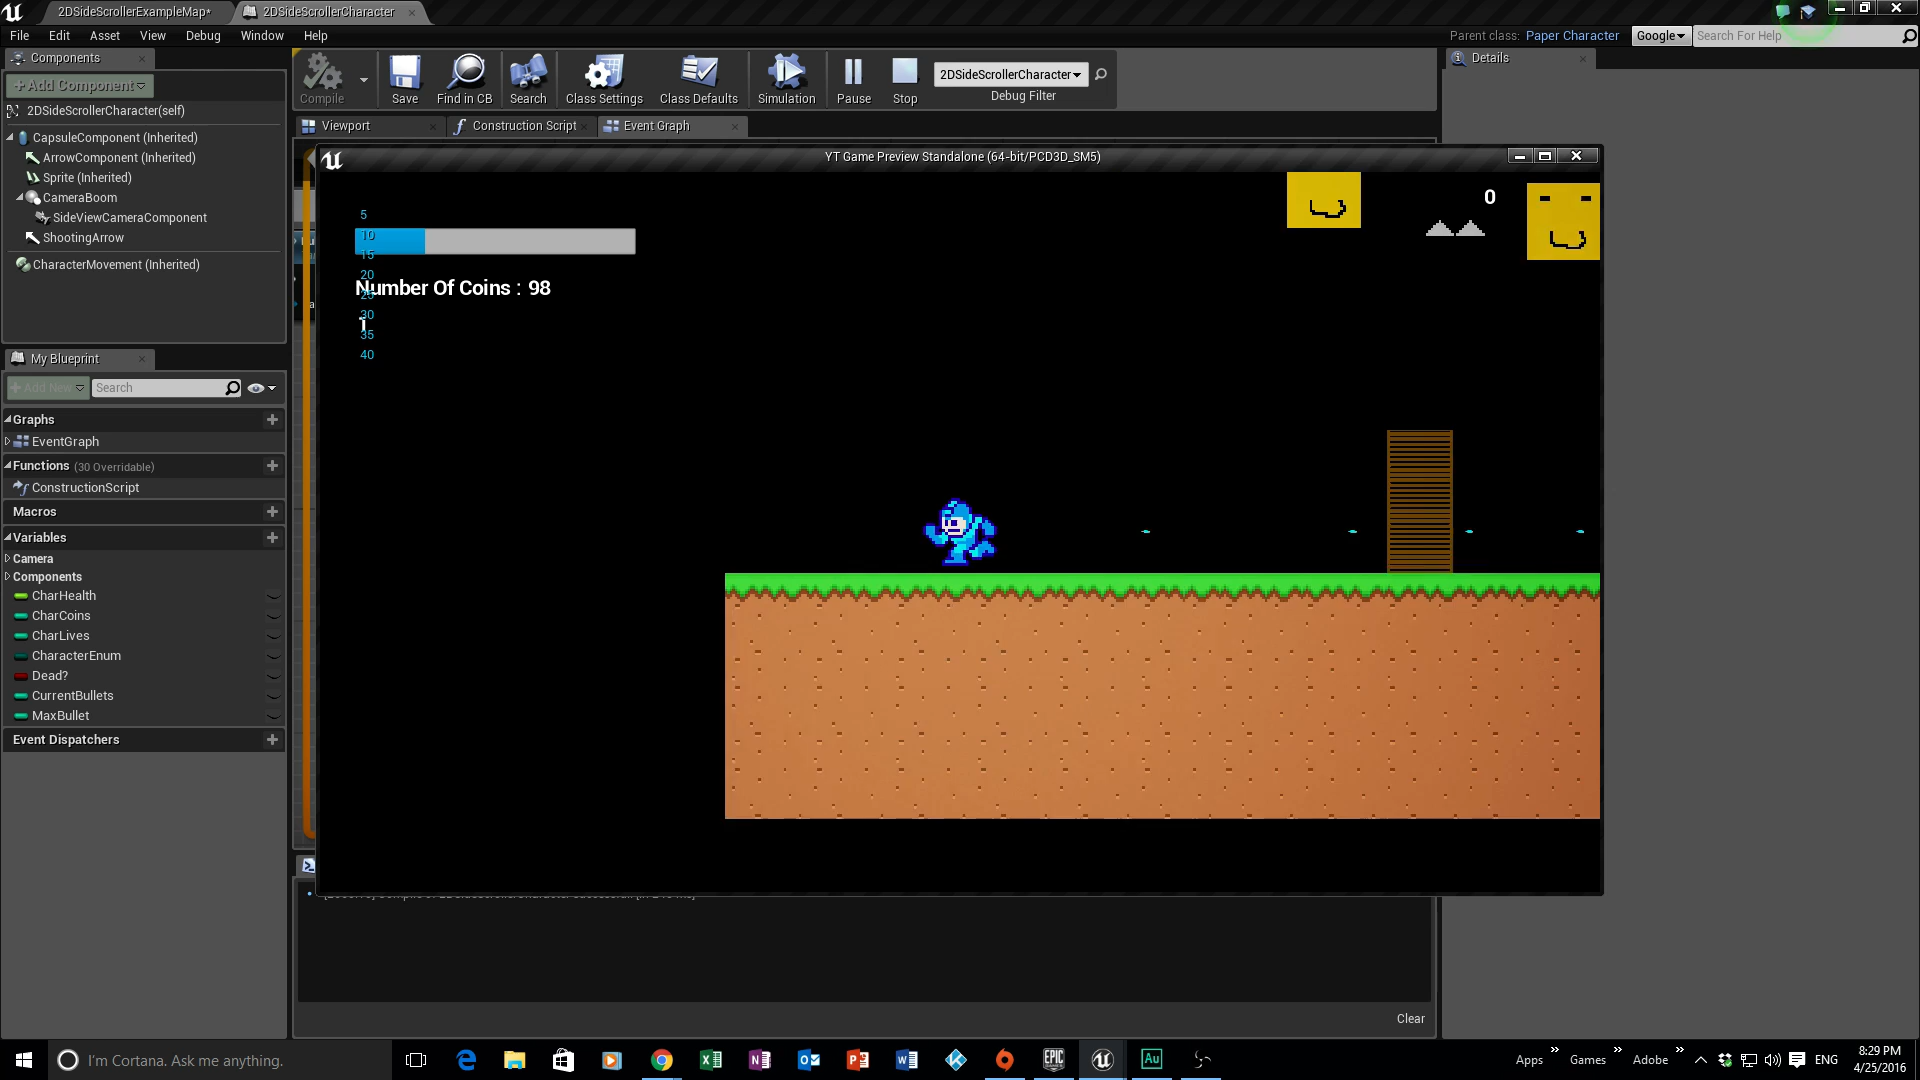 2DSideScrollerExampleMap*
2DSideScrollerCharacter
File Edit Asset View Debug Window Help
Parent class: Paper Character
Google
Search For Help
Components
Details
+Add Component
Compile
Save
Find in CB
Search
Class Settings
Class Defaults
Simulation
Pause
Stop
2DSideScrollerCharacter
Debug Filter
2DSideScrollerCharacter(self)
Viewport
Construction Script
Event Graph
CapsuleComponent (Inherited)
ArrowComponent (Inherited)
Sprite (Inherited)
CameraBoom
SideViewCameraComponent
ShootingArrow
CharacterMovement (Inherited)
YT Game Preview Standalone (64-bit/PCD3D_SM5)
0
5
10
15
20
Number Of Coins : 98
25
30
35
40
My Blueprint
+Add New
Search
Graphs
EventGraph
Functions (30 Overridable)
ConstructionScript
Macros
Variables
Camera
Components
CharHealth
CharCoins
CharLives
CharacterEnum
Dead?
CurrentBullets
MaxBullet
Event Dispatchers
Clear
I'm Cortana. Ask me anything.
Apps
Games
Adobe
ENG
8:29 PM
4/25/2016